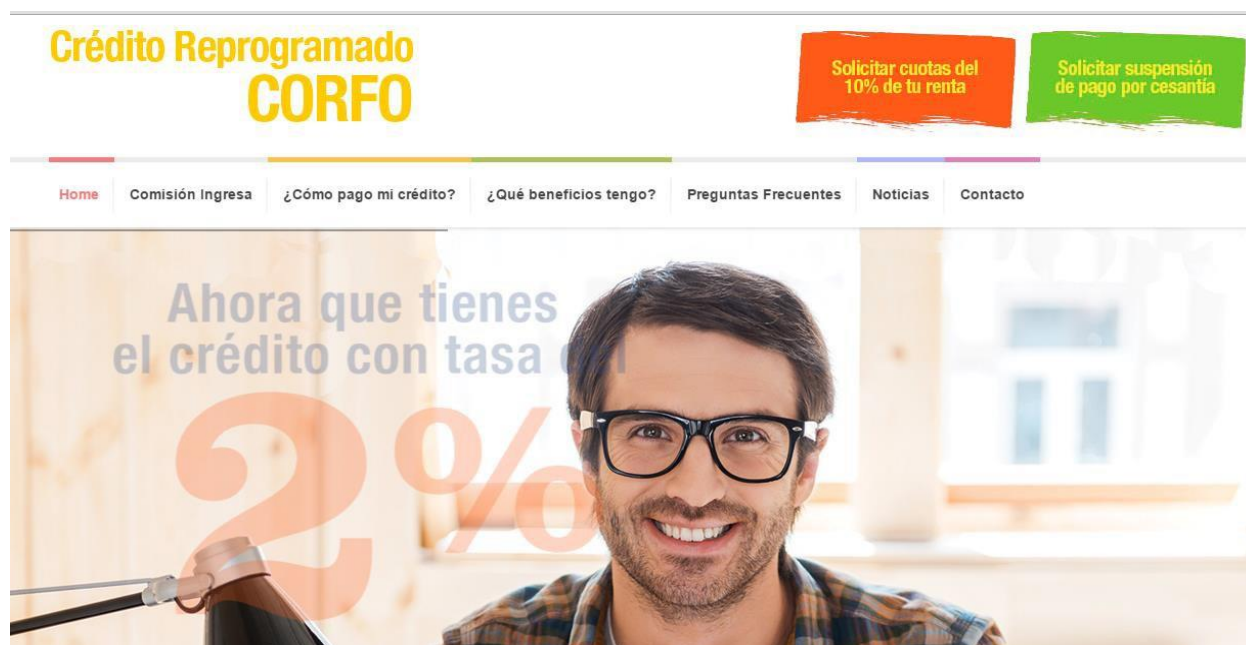 Crédito Reprogramado
CORFO
Solicitar cuotas del
10% de tu renta
Solicitar suspensión
de pago por cesantía
Home
Comisión Ingresa
¿Cómo pago mi crédito?
¿Qué beneficios tengo?
Preguntas Frecuentes
Noticias
Contacto
Ahora que tienes
el crédito con tasa del
2%